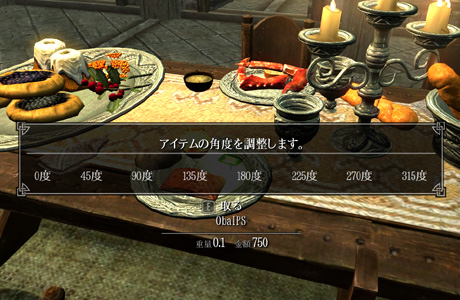 アイテムの角度を調整します。
0度 45度 90度 135度 180度 225度 270度 315度
E 取る
ObaIPS
重量 0.1 金額 750